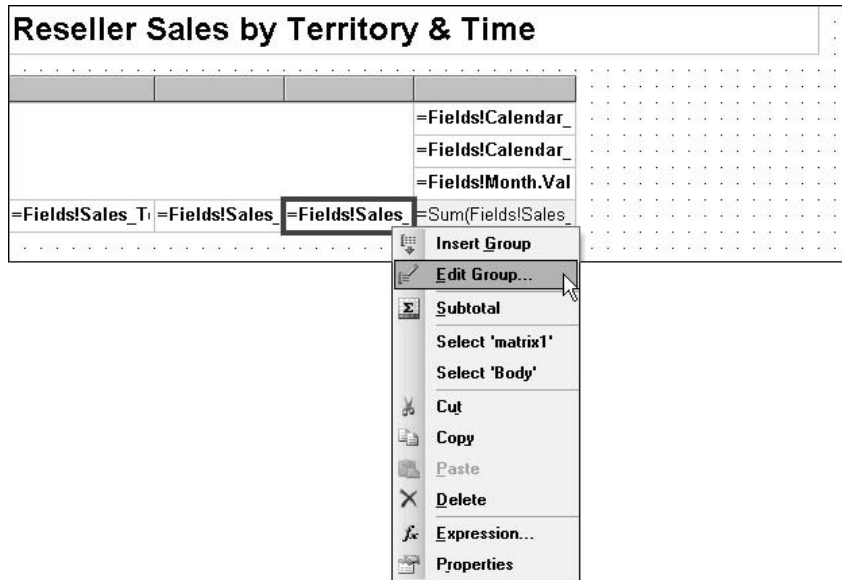 Reseller Sales by Territory & Time
=Fields!Calendar_
=Fields!Calendar_
=Fields!Month.Val
=Fields!Sales_T =Fields!Sales_ =Fields!Sales_ =Sum(Fields!Sales_
Insert Group
Edit Group...
Subtotal
Select 'matrix1'
Select 'Body'
Cut
Copy
Paste
Delete
Expression...
Properties